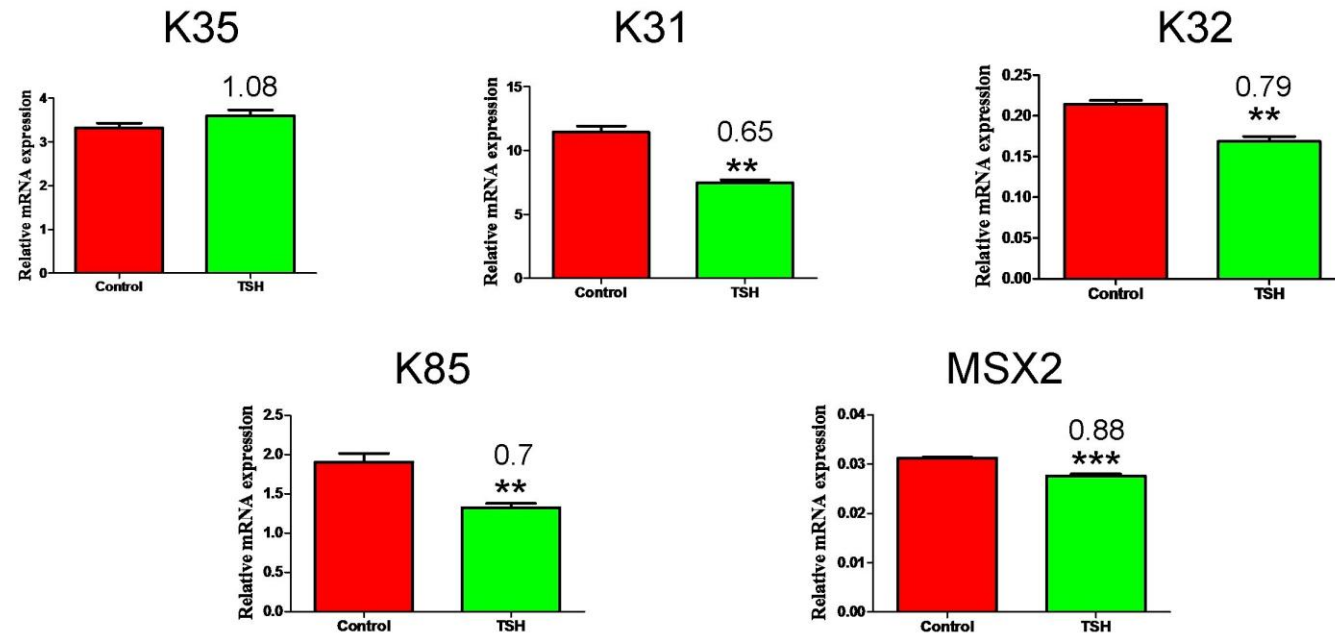 K35
Relative mRNA expression
4
3
2
1
0
1.08
Control
TSH
K31
Relative mRNA expression
15
10
5
0
0.65
**
Control
TSH
K32
Relative mRNA expression
0.25
0.20
0.15
0.10
0.05
0.00
0.79
**
Control
TSH
K85
Relative mRNA expression
2.5
2.0
1.5
1.0
0.5
0.0
0.7
**
Control
TSH
MSX2
Relative mRNA expression
0.04
0.03
0.02
0.01
0.00
0.88
***
Control
TSH